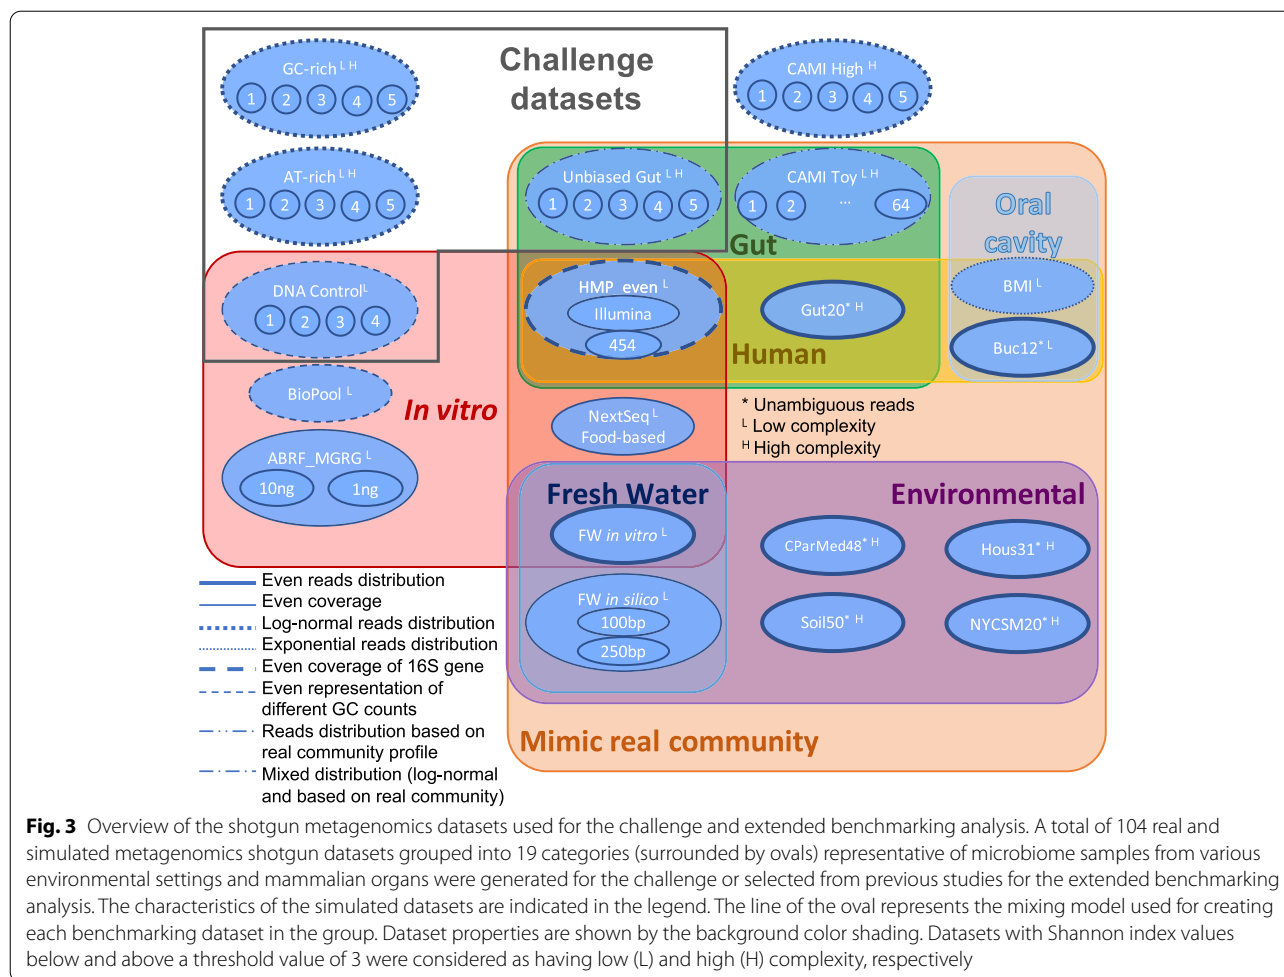 Challenge
datasets
GC-rich L H
1 2 3 4 5
CAMI High H
1 2 3 4 5
AT-rich L H
1 2 3 4 5
Unbiased Gut L H
1 2 3 4 5
CAMI Toy L H
1 2 ... 64
Oral
cavity
Gut
DNA Control L
1 2 3 4
HMP_even L
Illumina
454
Gut20* H
BMI L
Buc12* L
Human
BioPool L
In vitro
NextSeq L
Food-based
* Unambiguous reads
L Low complexity
H High complexity
ABRF_MGRG L
10ng 1ng
Fresh Water
Environmental
FW in vitro L
CParMed48* H
Hous31* H
FW in silico L
100bp
250bp
Soil50* H
NYCSM20* H
Mimic real community
Even reads distribution
Even coverage
Log-normal reads distribution
Exponential reads distribution
Even coverage of 16S gene
Even representation of
different GC counts
Reads distribution based on
real community profile
Mixed distribution (log-normal
and based on real community)
Fig. 3 Overview of the shotgun metagenomics datasets used for the challenge and extended benchmarking analysis. A total of 104 real and
simulated metagenomics shotgun datasets grouped into 19 categories (surrounded by ovals) representative of microbiome samples from various
environmental settings and mammalian organs were generated for the challenge or selected from previous studies for the extended benchmarking
analysis. The characteristics of the simulated datasets are indicated in the legend. The line of the oval represents the mixing model used for creating
each benchmarking dataset in the group. Dataset properties are shown by the background color shading. Datasets with Shannon index values
below and above a threshold value of 3 were considered as having low (L) and high (H) complexity, respectively